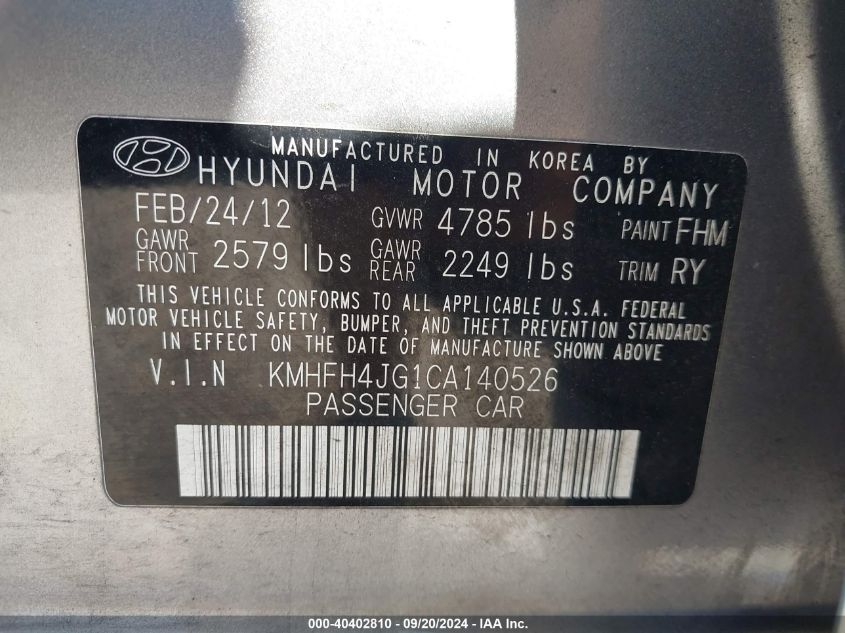 MANUFACTURED IN KOREA BY
HYUNDAI MOTOR COMPANY
FEB/24/12 GVWR 4785 lbs PAINT FHM
GAWR FRONT 2579 lbs GAWR REAR 2249 lbs TRIM RY
THIS VEHICLE CONFORMS TO ALL APPLICABLE U.S.A. FEDERAL
MOTOR VEHICLE SAFETY, BUMPER, AND THEFT PREVENTION STANDARDS
IN EFFECT ON THE DATE OF MANUFACTURE SHOWN ABOVE
V.I.N KMHFH4JG1CA140526
PASSENGER CAR
000-40402810 - 09/20/2024 - IAA Inc.